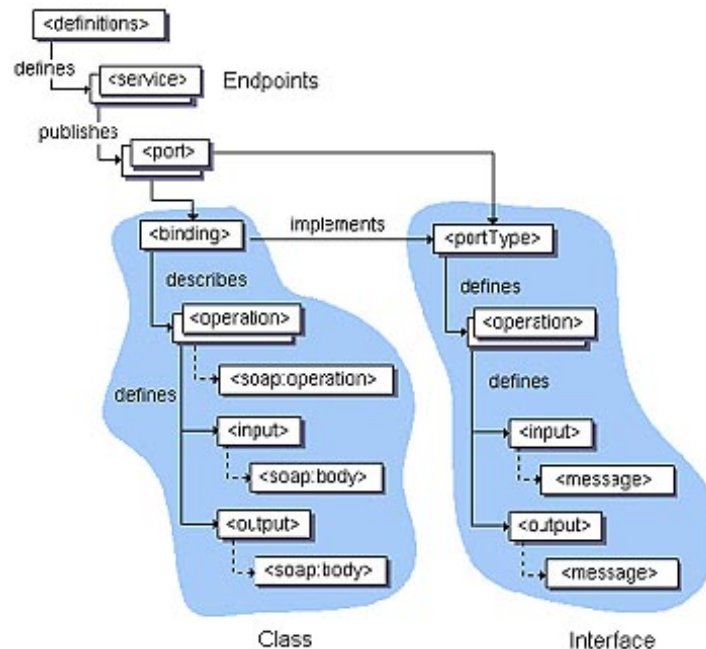 <definitions>
defines
<service> Endpoints
publishes
<port>
<binding> implements <portType>
describes defines
<operation> <operation>
<soap:operation>
defines defines
<input> <input>
<soap:body> <message>
<output> <output>
<soap:body> <message>
Class Interface